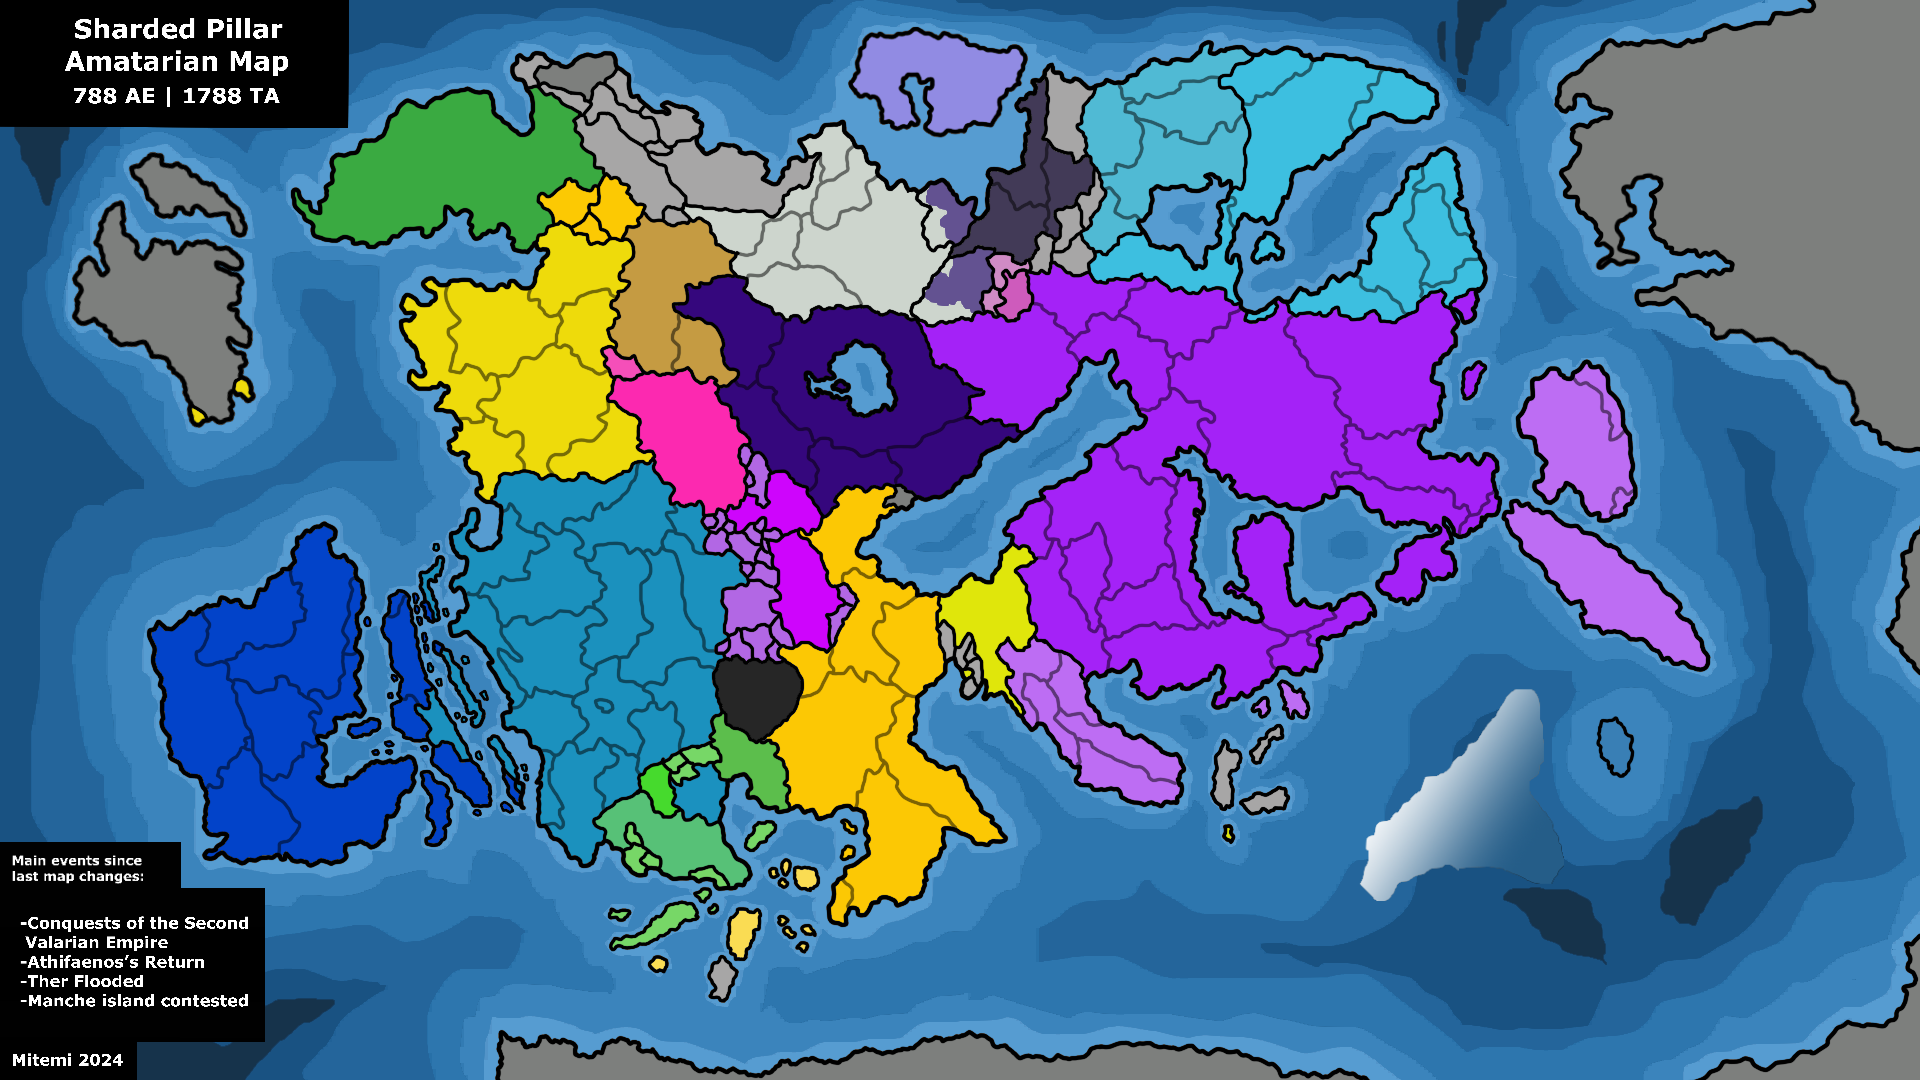 Sharded Pillar
Amatarian Map
788 AE | 1788 TA
Main events since
last map changes:
-Conquests of the Second
Valarian Empire
-Athifaenos's Return
-Ther Flooded
-Manche island contested
Mitemi 2024